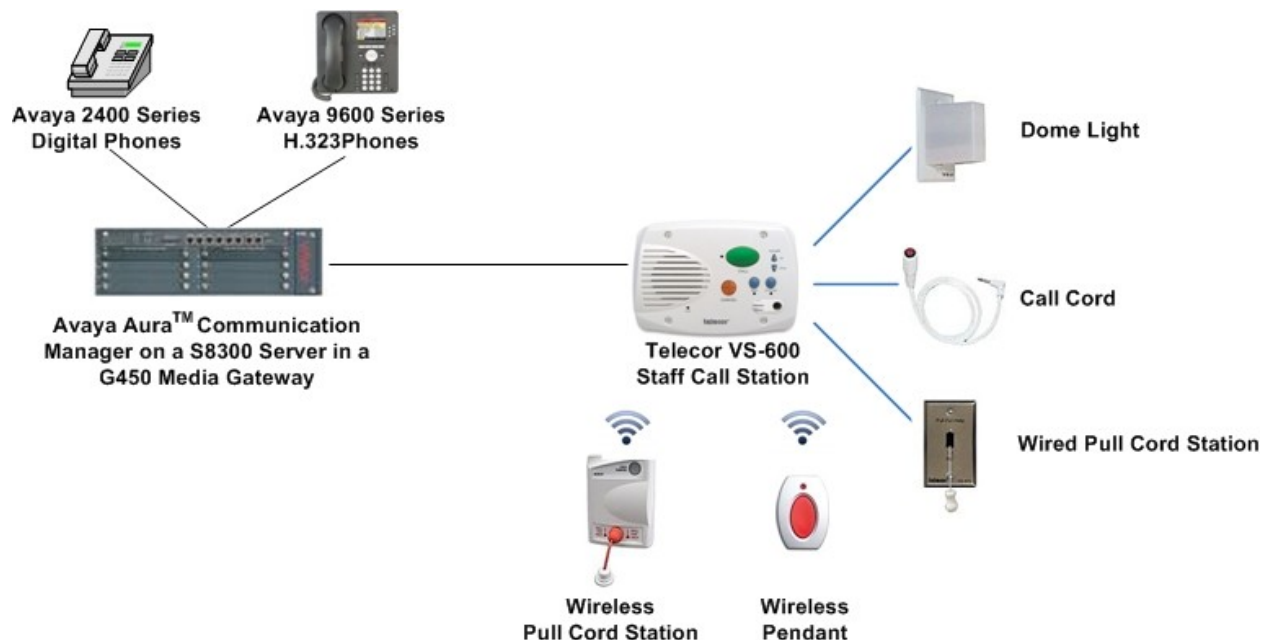 Avaya 2400 Series
Digital Phones
Avaya 9600 Series
H.323Phones
Dome Light
Avaya Aura™ Communication
Manager on a S8300 Server in a
G450 Media Gateway
telecor
Telecor VS-600
Staff Call Station
Call Cord
Wired Pull Cord Station
Wireless
Pull Cord Station
Wireless
Pendant